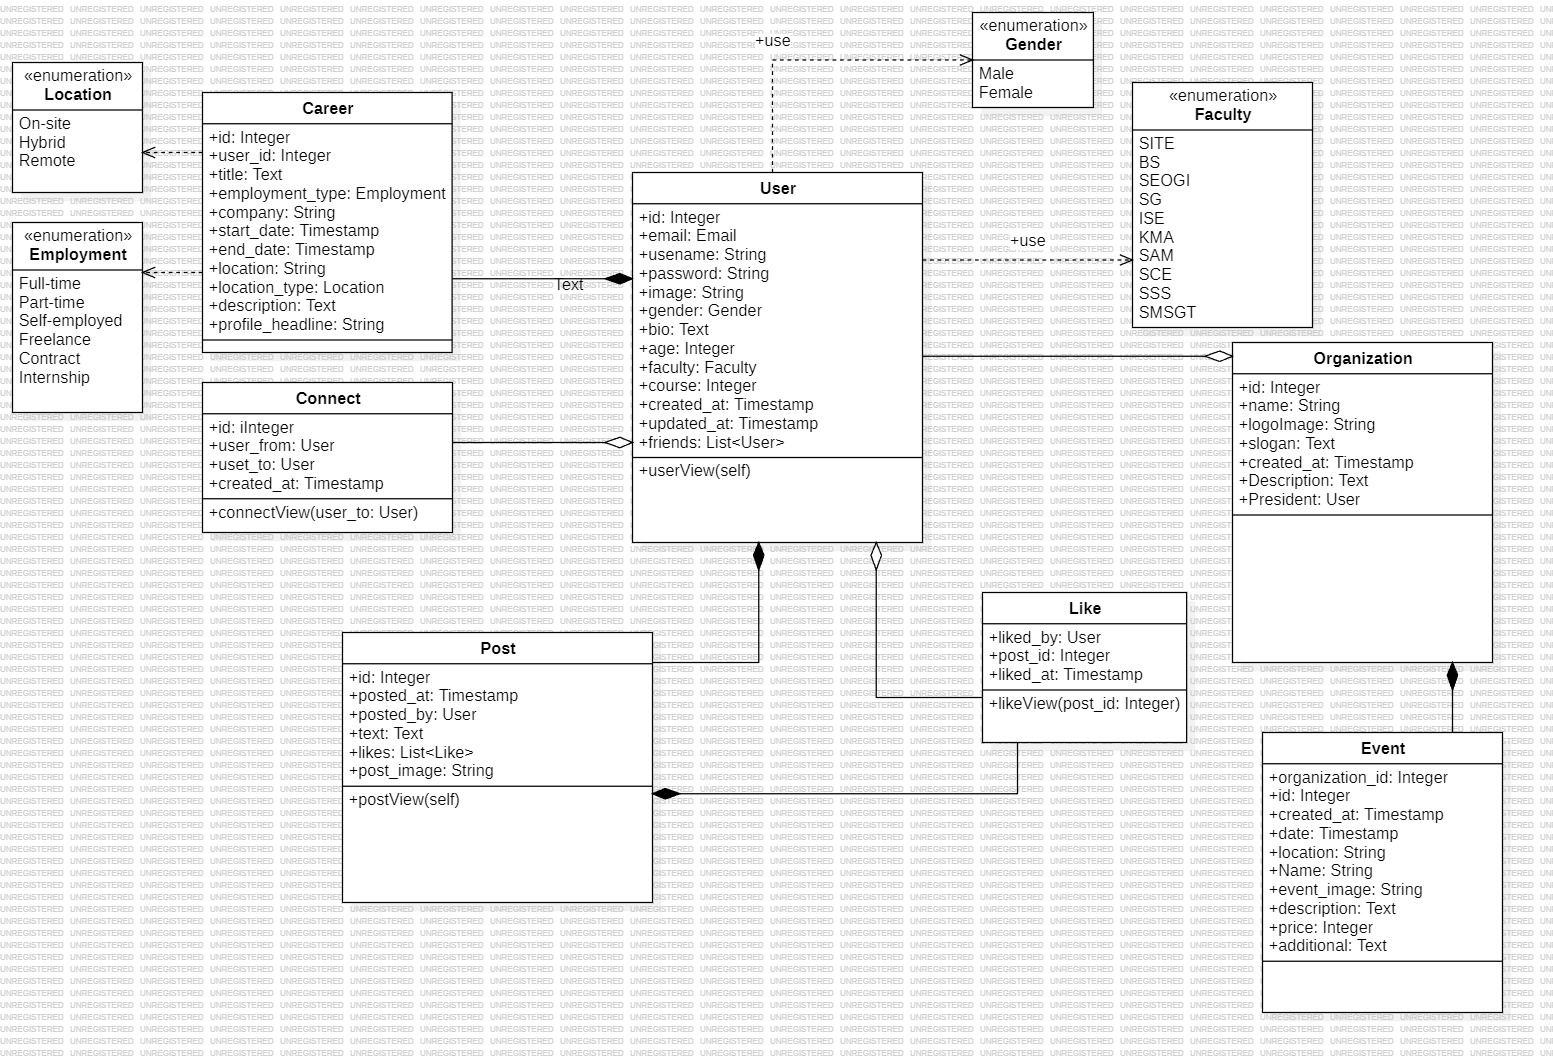 «enumeration»
Location
On-site
Hybrid
Remote
«enumeration»
Employment
Full-time
Part-time
Self-employed
Freelance
Contract
Internship
Career
+id: Integer
+user_id: Integer
+title: Text
+employment_type: Employment
+company: String
+start_date: Timestamp
+end_date: Timestamp
+location: String
+location_type: Location
+description: Text
+profile_headline: String
Connect
+id: iInteger
+user_from: User
+uset_to: User
+created_at: Timestamp
+connectView(user_to: User)
Text
+use
«enumeration»
Gender
Male
Female
User
+id: Integer
+email: Email
+usename: String
+password: String
+image: String
+gender: Gender
+bio: Text
+age: Integer
+faculty: Faculty
+course: Integer
+created_at: Timestamp
+updated_at: Timestamp
+friends: List<User>
+userView(self)
+use
«enumeration»
Faculty
SITE
BS
SEOGI
SG
ISE
KMA
SAM
SCE
SSS
SMSGT
Organization
+id: Integer
+name: String
+logoImage: String
+slogan: Text
+created_at: Timestamp
+Description: Text
+President: User
Post
+id: Integer
+posted_at: Timestamp
+posted_by: User
+text: Text
+likes: List<Like>
+post_image: String
+postView(self)
Like
+liked_by: User
+post_id: Integer
+liked_at: Timestamp
+likeView(post_id: Integer)
Event
+organization_id: Integer
+id: Integer
+created_at: Timestamp
+date: Timestamp
+location: String
+Name: String
+event_image: String
+description: Text
+price: Integer
+additional: Text
UNREGISTERED